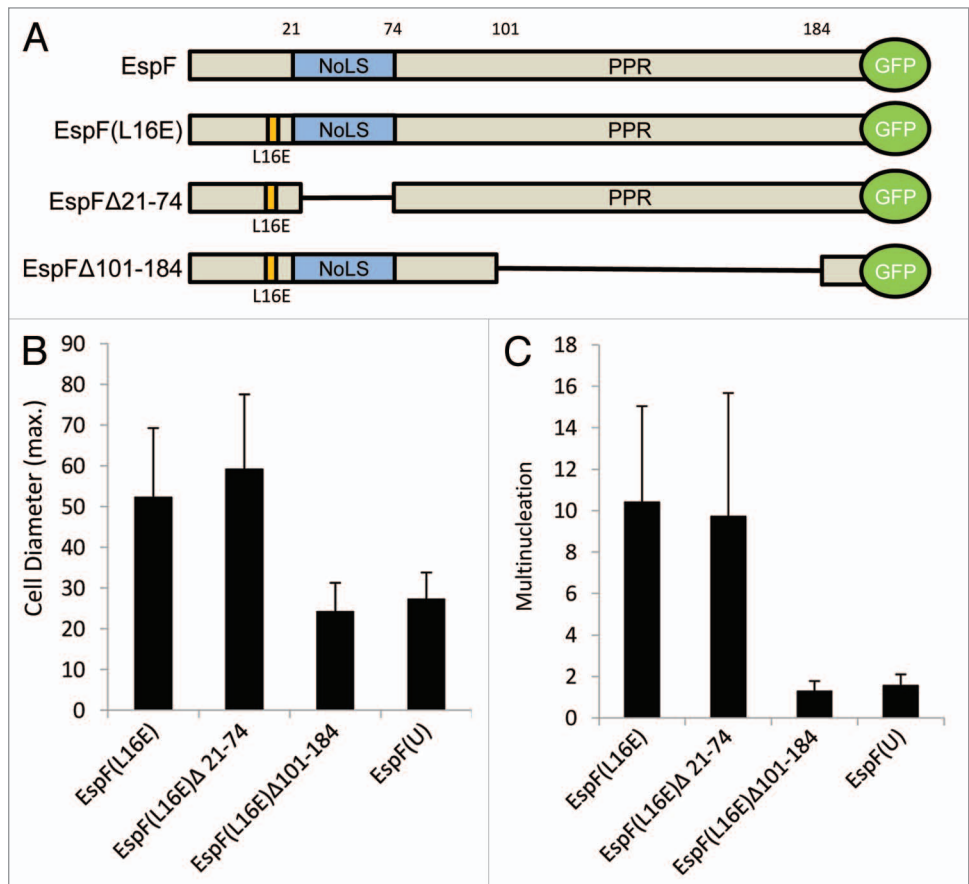 A
21 74 101 184
EspF NoLS PPR GFP
EspF(L16E) NoLS PPR GFP
L16E
EspFΔ21-74 PPR GFP
L16E
EspFΔ101-184 NoLS GFP
L16E
B
Cell Diameter (max.)
90
80
70
60
50
40
30
20
10
0
EspF(L16E)
EspF(L16E)Δ 21-74
EspF(L16E)Δ101-184
EspF(U)
C
Multinucleation
18
16
14
12
10
8
6
4
2
0
EspF(L16E)
EspF(L16E)Δ 21-74
EspF(L16E)Δ101-184
EspF(U)